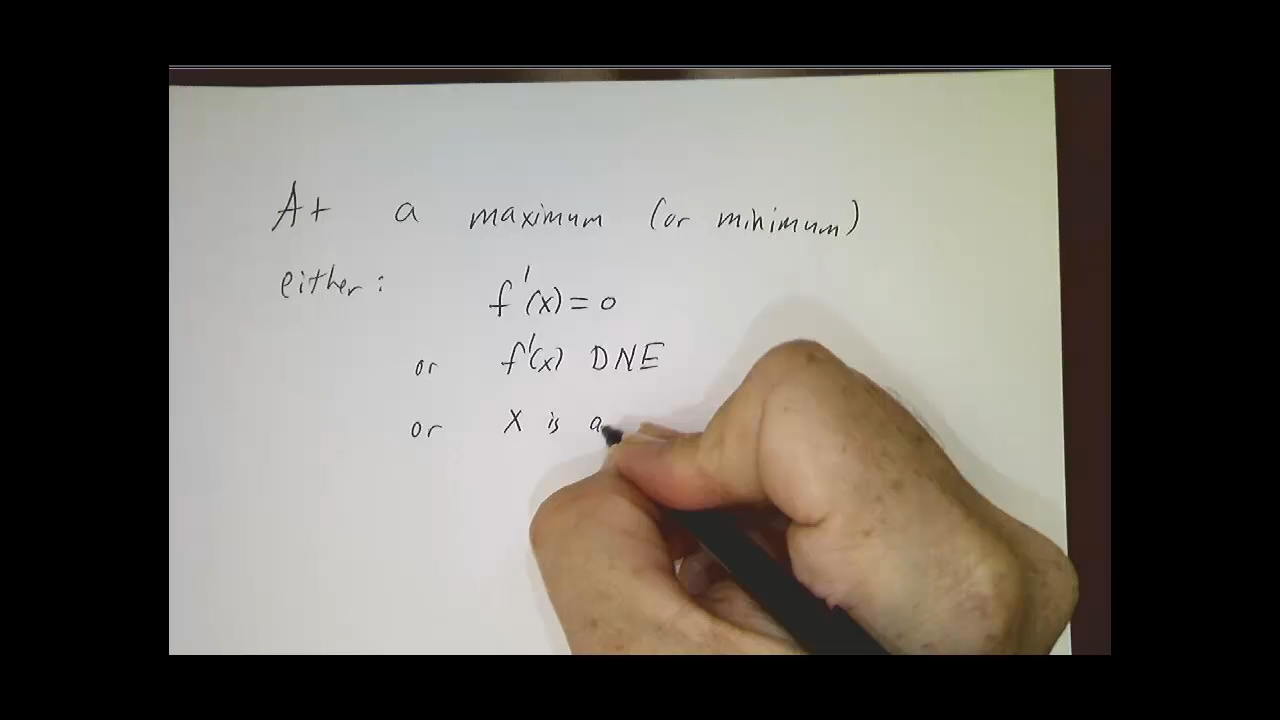 At a maximum (or minimum)
either: f'(x) = 0
or f'(x) DNE
or x is a